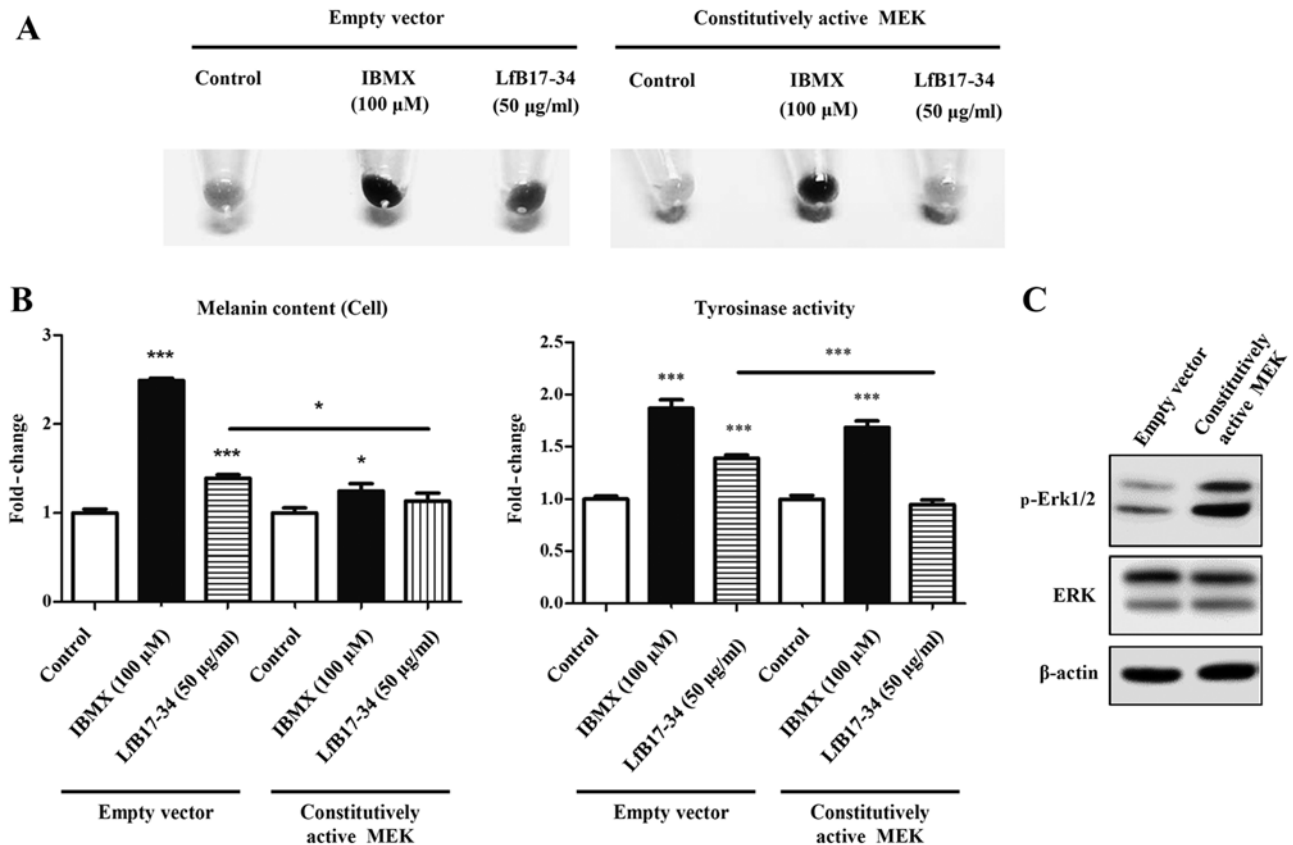 A
Empty vector
Constitutively active MEK
Control
IBMX
(100 μM)
LfB17-34
(50 μg/ml)
Control
IBMX
(100 μM)
LfB17-34
(50 μg/ml)
B
Melanin content (Cell)
Fold-change
3
2
1
0
***
***
*
*
Control
IBMX (100 μM)
LfB17-34 (50 μg/ml)
Control
IBMX (100 μM)
LfB17-34 (50 μg/ml)
Empty vector
Constitutively
active MEK
Tyrosinase activity
Fold-change
2.5
2.0
1.5
1.0
0.5
0.0
***
***
***
***
Control
IBMX (100 μM)
LfB17-34 (50 μg/ml)
Control
IBMX (100 μM)
LfB17-34 (50 μg/ml)
Empty vector
Constitutively
active MEK
C
Empty vector
Constitutively
active MEK
p-Erk1/2
ERK
β-actin